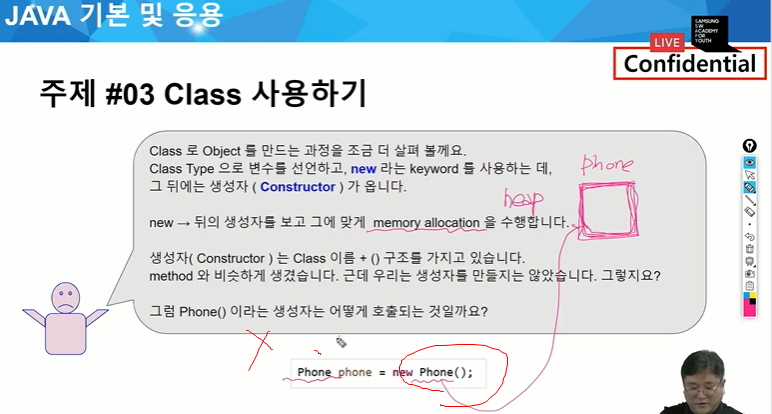 JAVA 기본 및 응용
LIVE
SAMSUNG
SW
ACADEMY
FOR
YOUTH
Confidential
주제 #03 Class 사용하기
Class 로 Object 를 만드는 과정을 조금 더 살펴 볼께요.
Class Type 으로 변수를 선언하고, new 라는 keyword 를 사용하는 데,
그 뒤에는 생성자 ( Constructor ) 가 옵니다.
phone
heap
new → 뒤의 생성자를 보고 그에 맞게 memory allocation 을 수행합니다.
생성자( Constructor ) 는 Class 이름 + () 구조를 가지고 있습니다.
method 와 비슷하게 생겼습니다. 근데 우리는 생성자를 만들지는 않았습니다. 그렇지요?
그럼 Phone() 이라는 생성자는 어떻게 호출되는 것일까요?
Phone phone = new Phone();